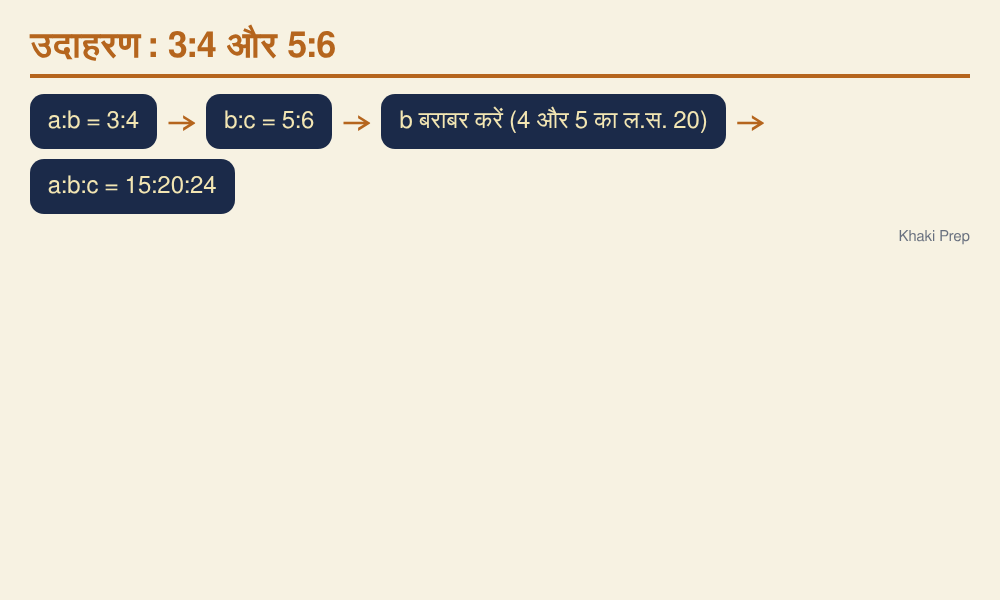 उदाहरण : 3:4 और 5:6
a:b = 3:4 → b:c = 5:6 → b बराबर करें (4 और 5 का ल.स. 20) →
a:b:c = 15:20:24
Khaki Prep